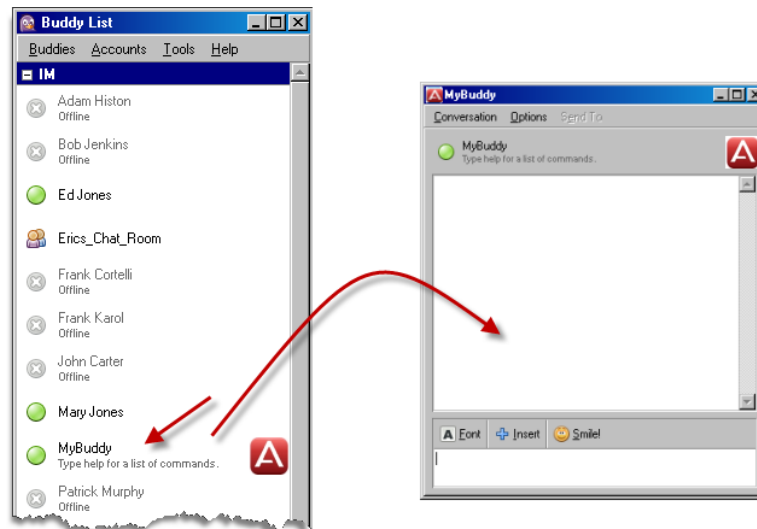 Buddy List
Buddies Accounts Tools Help
IM
Adam Histon
Offline
Bob Jenkins
Offline
Ed Jones
Erics_Chat_Room
Frank Cortelli
Offline
Frank Karol
Offline
John Carter
Offline
Mary Jones
MyBuddy
Type help for a list of commands.
Patrick Murphy
Offline
MyBuddy
Conversation Options Send To
MyBuddy
Type help for a list of commands.
A Font Insert Smile!